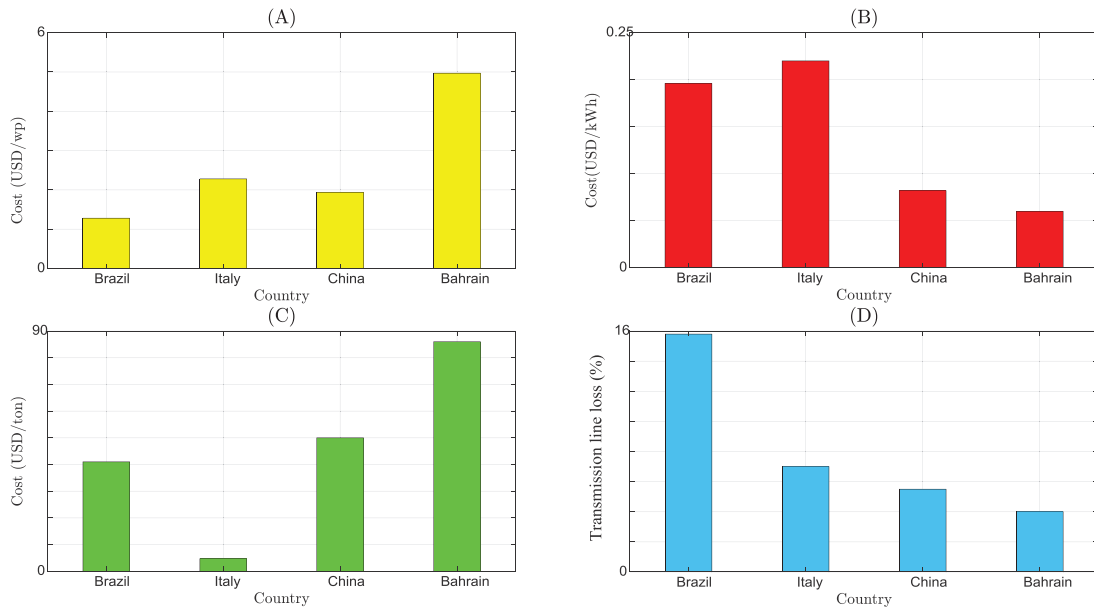 (A)
6
Cost (USD/wp)
0
Brazil Italy China Bahrain
Country
(B)
0.25
Cost(USD/kWh)
0
Brazil Italy China Bahrain
Country
(C)
90
Cost (USD/ton)
0
Brazil Italy China Bahrain
Country
(D)
16
Transmission line loss (%)
0
Brazil Italy China Bahrain
Country